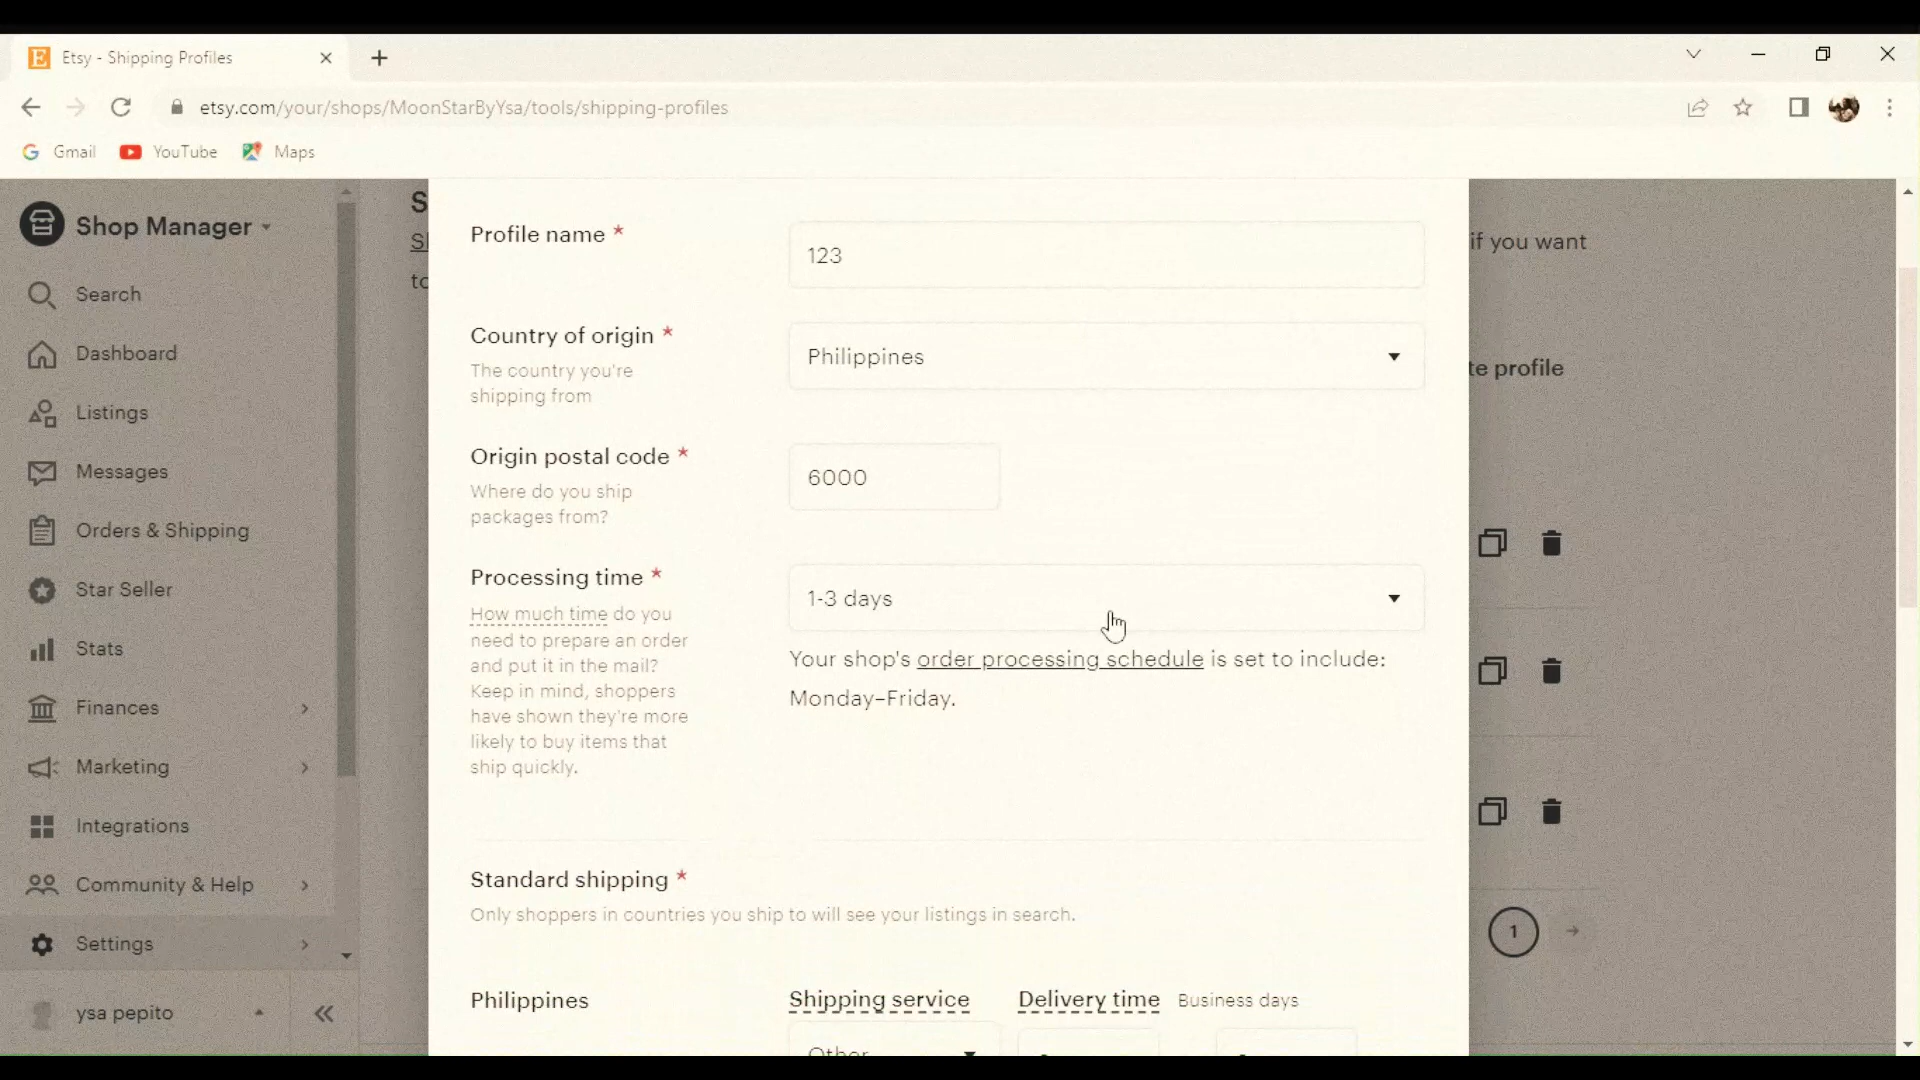 Etsy - Shipping Profiles
etsy.com/your/shops/MoonStarByYsa/tools/shipping-profiles
Gmail YouTube Maps
Shop Manager
Search
Dashboard
Listings
Messages
Orders & Shipping
Star Seller
Stats
Finances
Marketing
Integrations
Community & Help
Settings
ysa pepito
if you want
to
te profile
Profile name *
123
Country of origin *
The country you're
shipping from
Philippines
Origin postal code *
Where do you ship
packages from?
6000
Processing time *
How much time do you
need to prepare an order
and put it in the mail?
Keep in mind, shoppers
have shown they're more
likely to buy items that
ship quickly.
1-3 days
Your shop's order processing schedule is set to include:
Monday–Friday.
Standard shipping *
Only shoppers in countries you ship to will see your listings in search.
Philippines
Shipping service
Delivery time Business days
Other
1